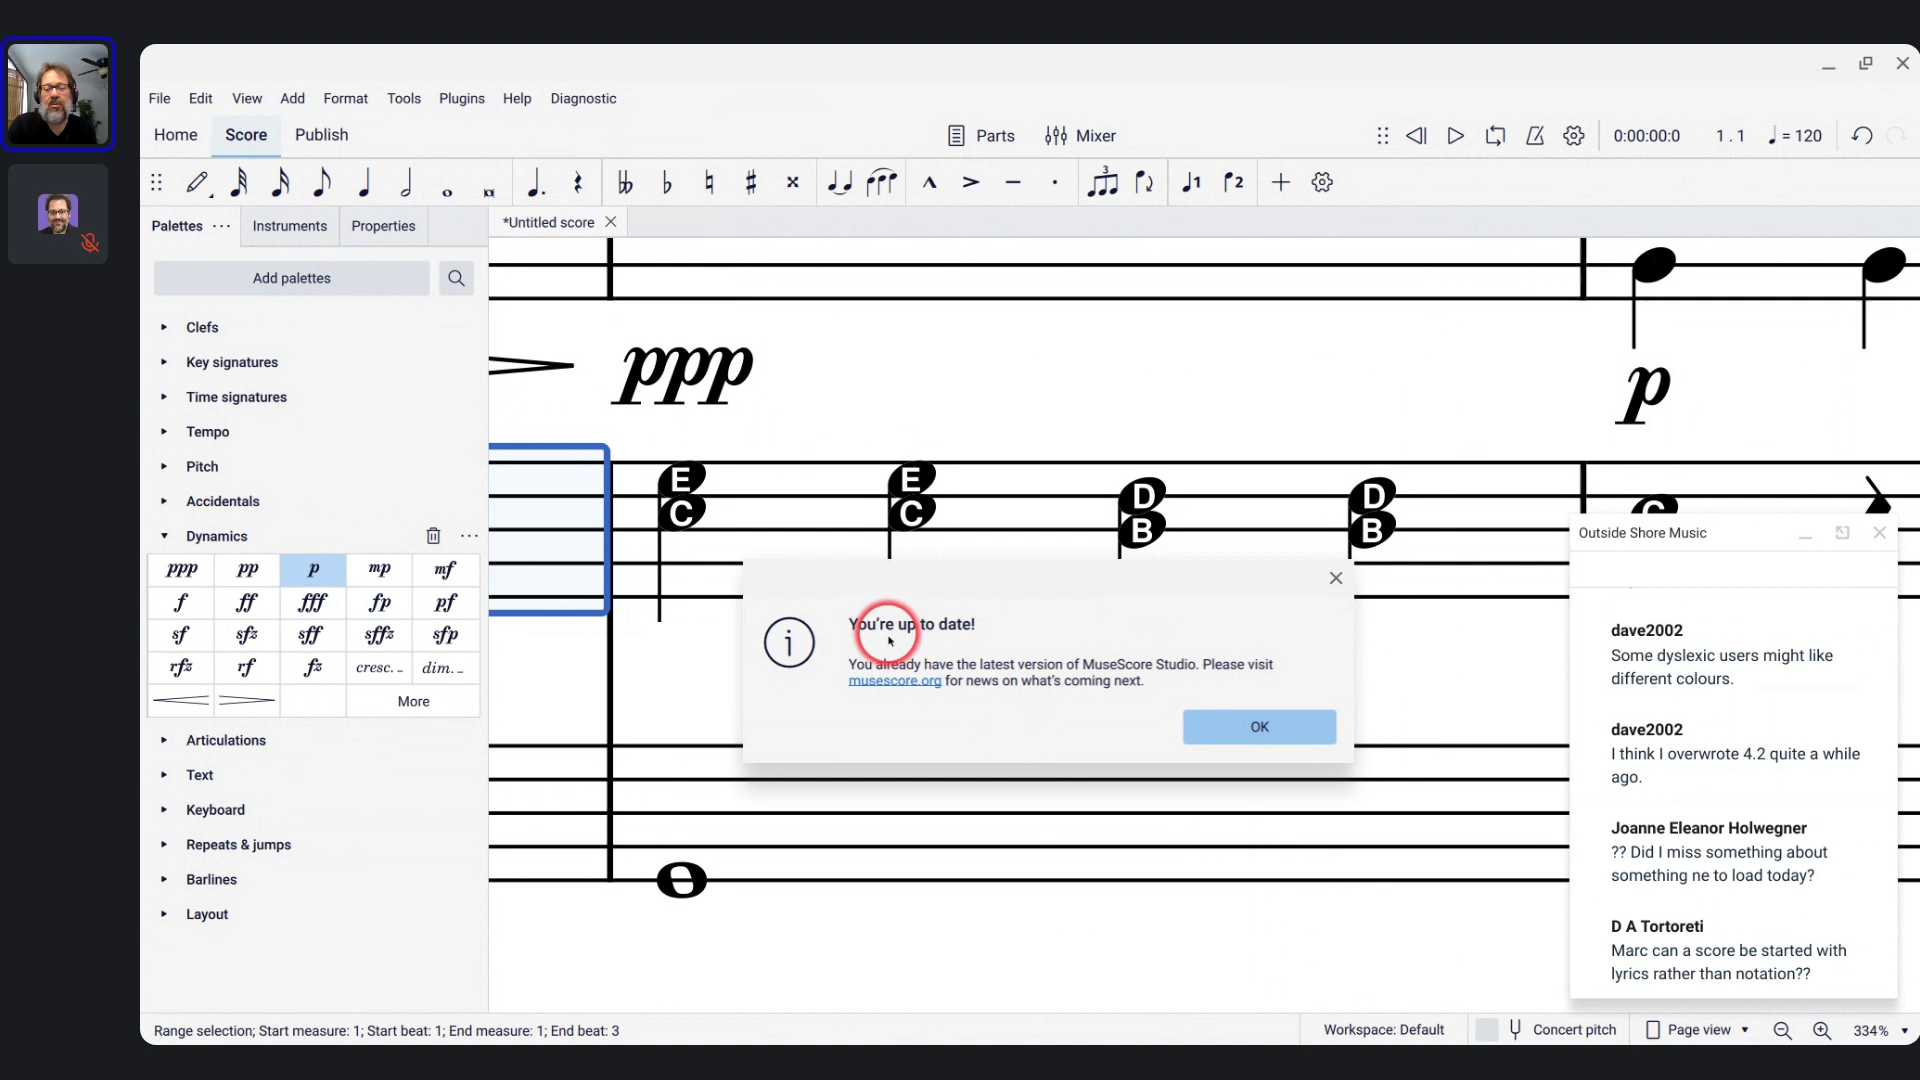 File Edit View Add Format Tools Plugins Help Diagnostic
Home Score Publish
Parts Mixer
0:00:00:0 1 . 1 = 120
3
1 2
Palettes ··· Instruments Properties
*Untitled score
Add palettes
Clefs
Key signatures
Time signatures
Tempo
Pitch
Accidentals
Dynamics
ppp pp p mp mf
f ff fff fp pf
sf sfz sff sffz sfp
rfz rf fz cresc. _ dim. _
More
Articulations
Text
Keyboard
Repeats & jumps
Barlines
Layout
ppp
p
E E D D
C C B B
You're up to date!
You already have the latest version of MuseScore Studio. Please visit
musescore.org for news on what's coming next.
OK
Outside Shore Music
dave2002
Some dyslexic users might like
different colours.
dave2002
I think I overwrote 4.2 quite a while
ago.
Joanne Eleanor Holwegner
?? Did I miss something about
something ne to load today?
D A Tortoreti
Marc can a score be started with
lyrics rather than notation??
Range selection; Start measure: 1; Start beat: 1; End measure: 1; End beat: 3
Workspace: Default Concert pitch Page view 334%